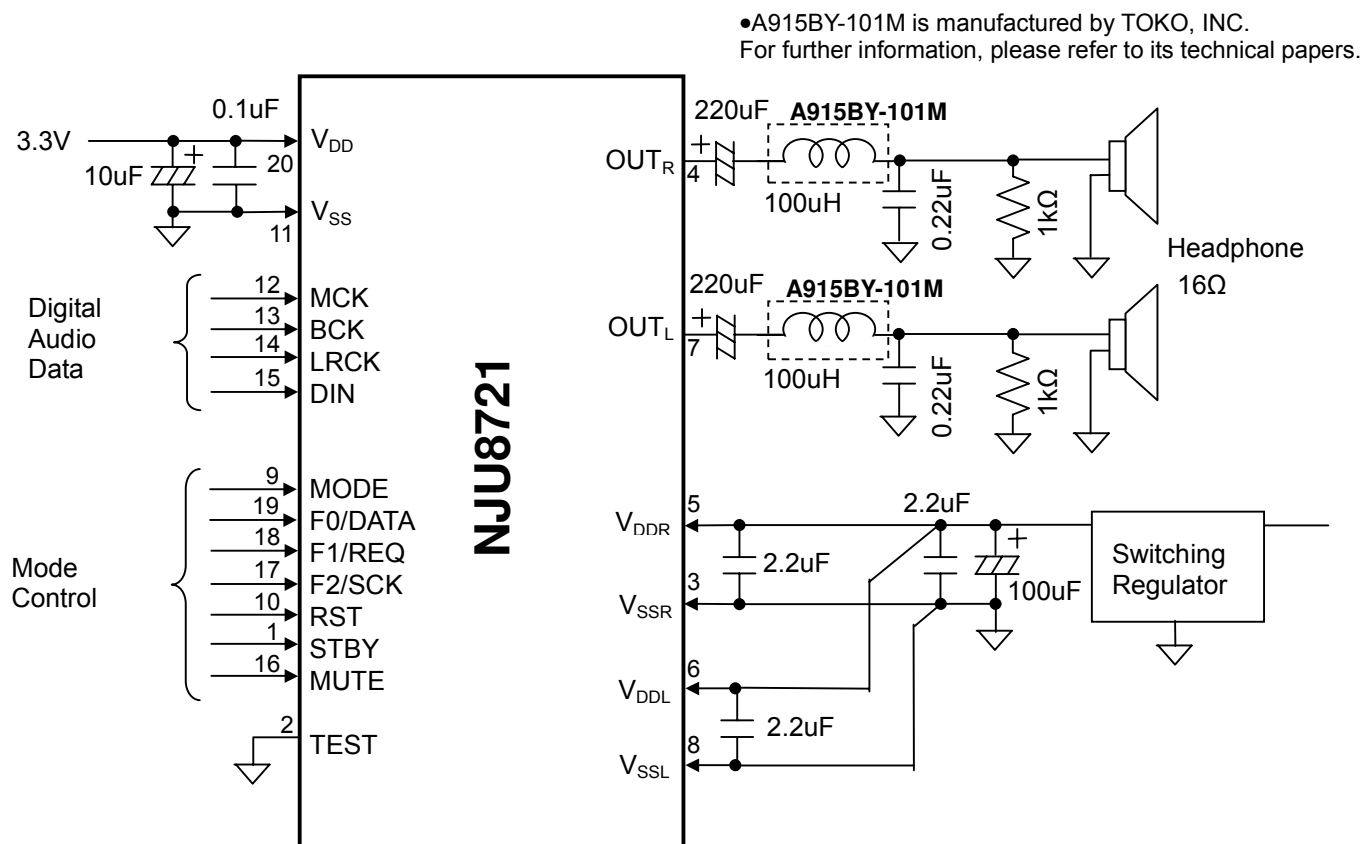 •A915BY-101M is manufactured by TOKO, INC.
For further information, please refer to its technical papers.
3.3V
0.1uF
10uF
+
20
VDD
VSS
11
Digital
Audio
Data
12
MCK
13
BCK
14
LRCK
15
DIN
Mode
Control
9
MODE
19
F0/DATA
18
F1/REQ
17
F2/SCK
10
RST
1
STBY
16
MUTE
2
TEST
NJU8721
OUTR
4
220uF
+
A915BY-101M
100uH
0.22uF
1kΩ
Headphone
16Ω
OUTL
7
220uF
+
A915BY-101M
100uH
0.22uF
1kΩ
VDDR
5
2.2uF
2.2uF
+
100uF
Switching
Regulator
VSSR
3
VDDL
6
2.2uF
VSSL
8